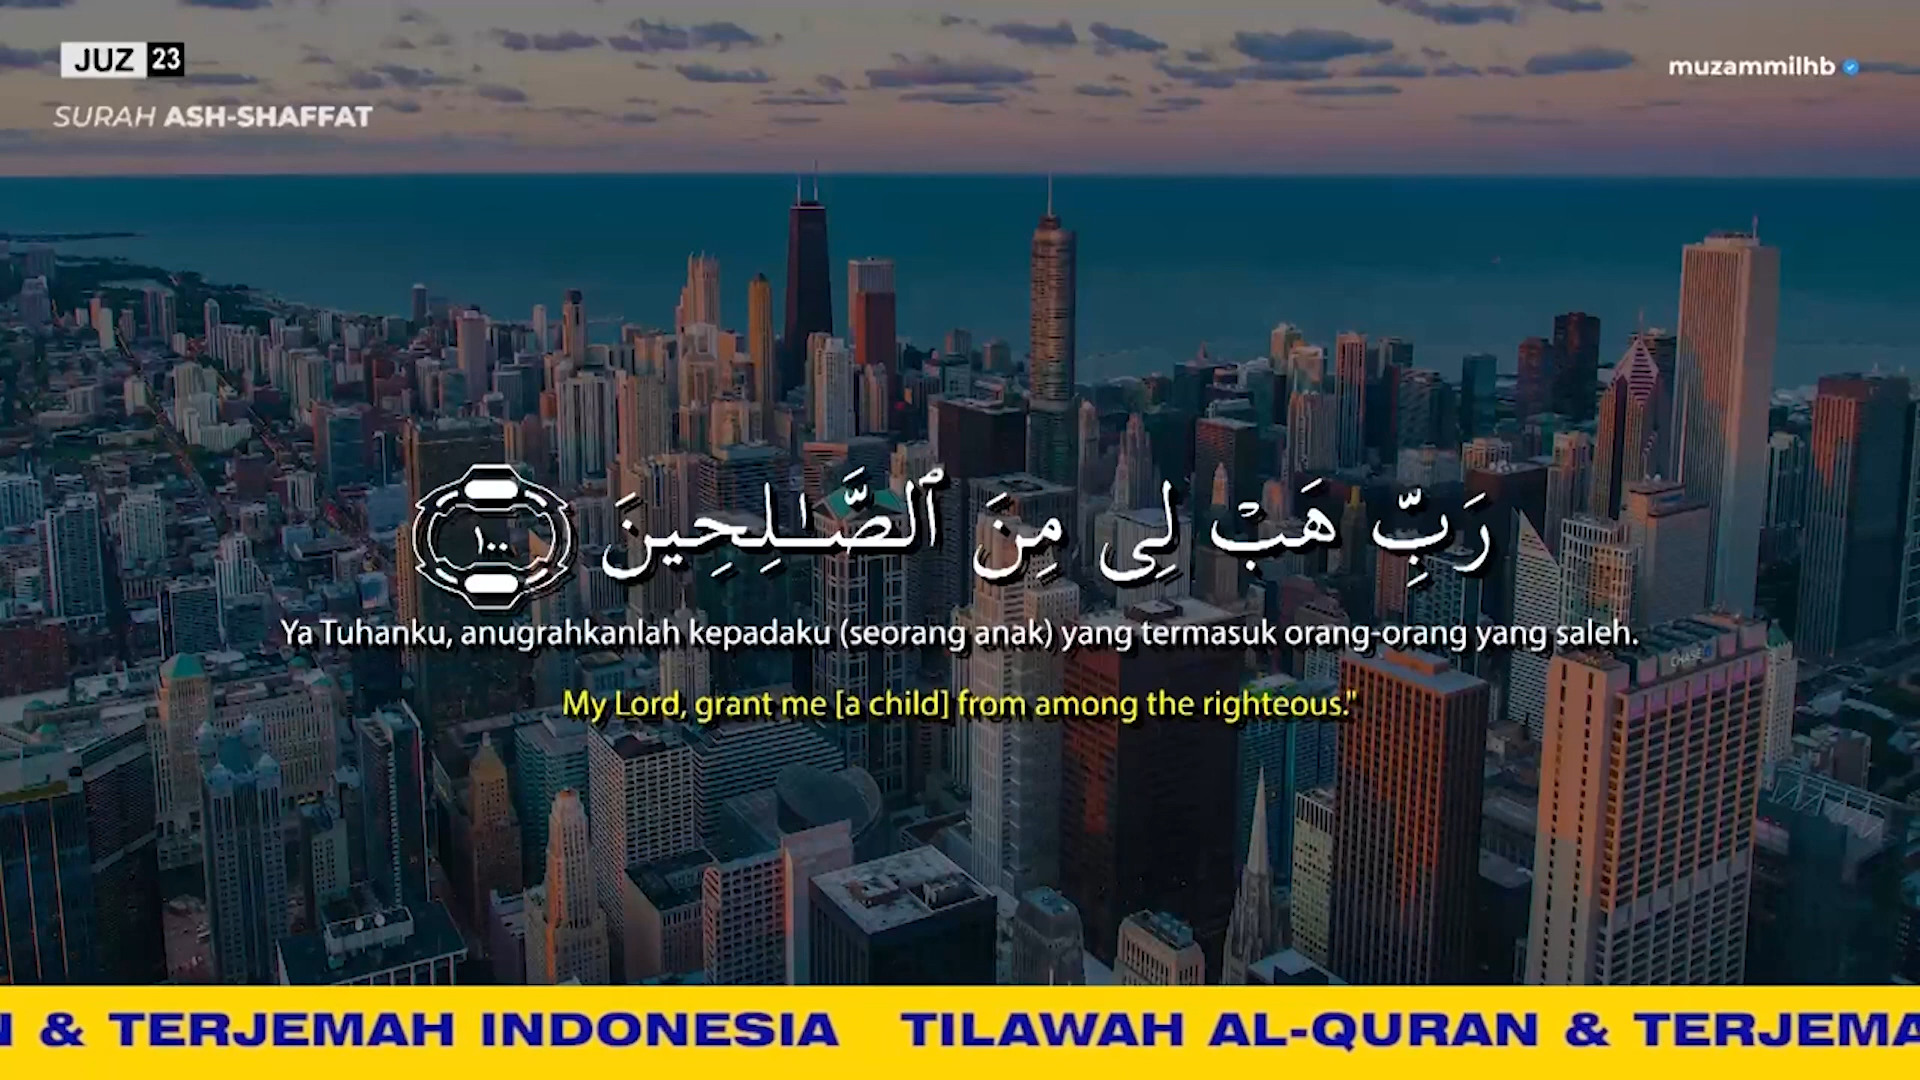 JUZ 23
muzammilhb
SURAH ASH-SHAFFAT
رَبِّ هَبْ لِى مِنَ ٱلصَّـٰلِحِينَ ١٠٠
Ya Tuhanku, anugrahkanlah kepadaku (seorang anak) yang termasuk orang-orang yang saleh.
My Lord, grant me [a child] from among the righteous."
CHASE
N & TERJEMAH INDONESIA TILAWAH AL-QURAN & TERJEMA